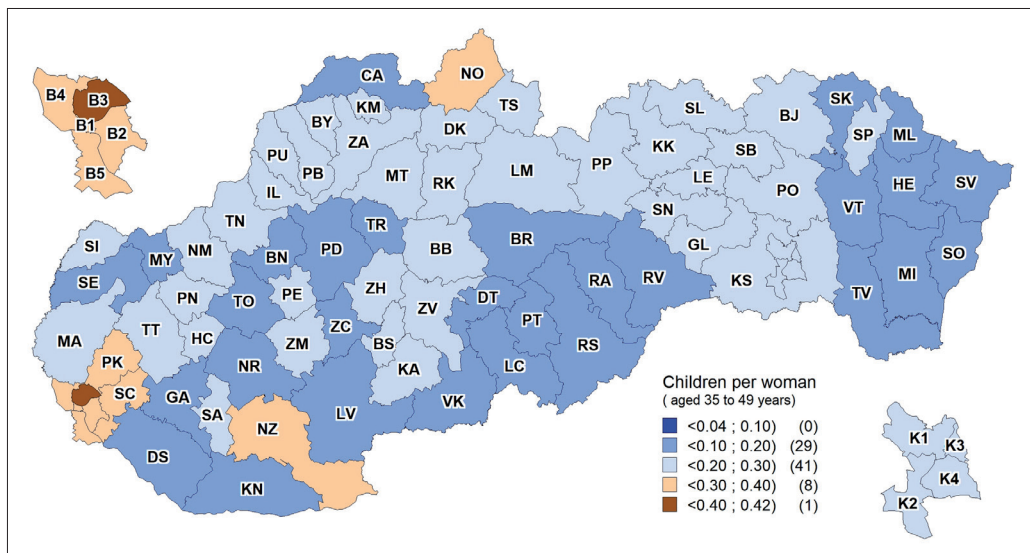 CA
NO
B4
B3
KM
TS
SL
SK
BJ
BY
B1
B2
ZA
DK
SP
ML
KK
SB
PU
PB
MT
RK
LM
PP
LE
B5
IL
PO
HE
SV
TN
SN
VT
TR
SI
NM
BN
PD
BB
BR
GL
SO
MY
SE
KS
MI
RA
RV
TV
PN
TO
PE
ZH
DT
ZV
MA
TT
HC
ZM
ZC
PT
BS
RS
PK
NR
KA
LC
SC
GA
SA
LV
VK
NZ
DS
KN
Children per woman
( aged 35 to 49 years)
<0.04 ; 0.10) (0)
<0.10 ; 0.20) (29)
<0.20 ; 0.30) (41)
<0.30 ; 0.40) (8)
<0.40 ; 0.42) (1)
K1
K3
K4
K2